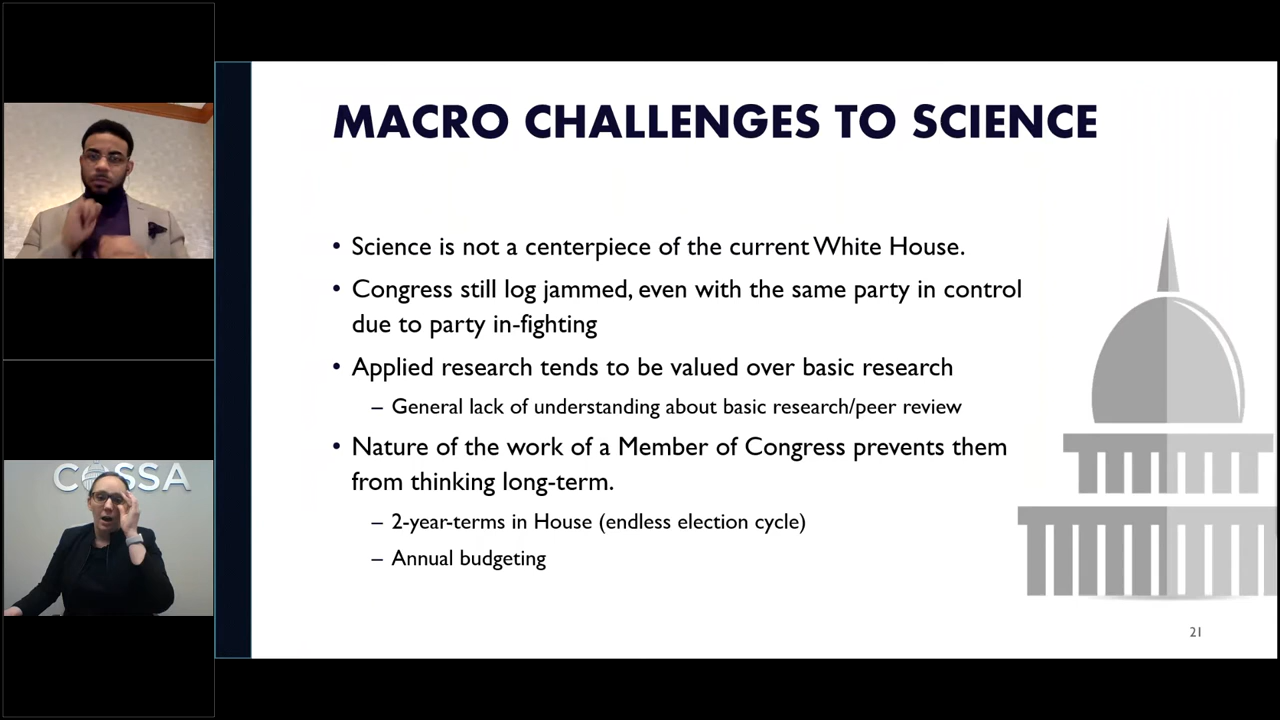 MACRO CHALLENGES TO SCIENCE
• Science is not a centerpiece of the current White House.
• Congress still log jammed, even with the same party in control
due to party in-fighting
• Applied research tends to be valued over basic research
– General lack of understanding about basic research/peer review
• Nature of the work of a Member of Congress prevents them
from thinking long-term.
– 2-year-terms in House (endless election cycle)
– Annual budgeting
21
COSSA